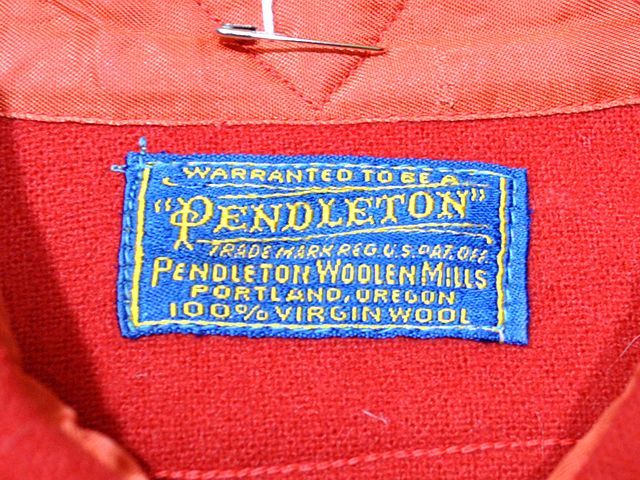 WARRANTED TO BE A
"PENDLETON"
TRADE MARK REG. U.S. PAT. OFF.
PENDLETON WOOLEN MILLS
PORTLAND, OREGON
100% VIRGIN WOOL